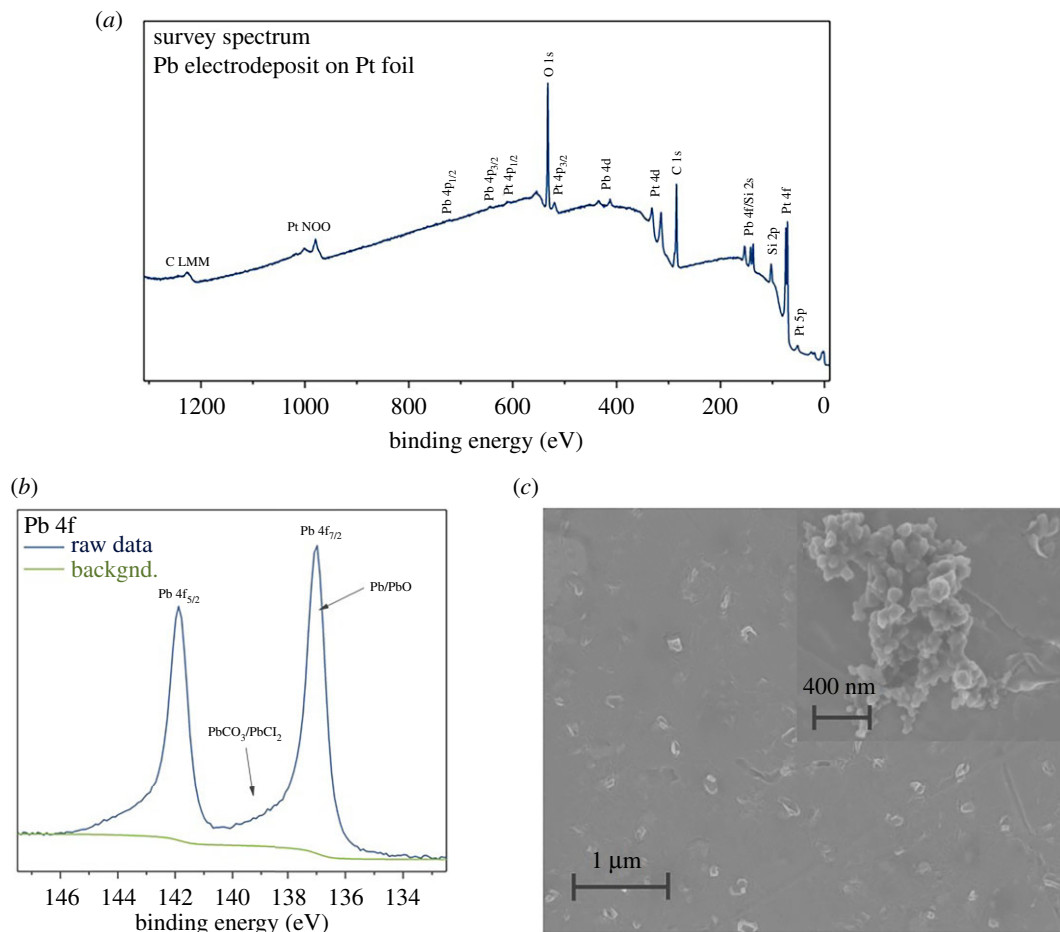 (a)
survey spectrum
Pb electrodeposit on Pt foil
C LMM
Pt NOO
Pb 4p1/2
Pb 4p3/2
Pt 4p1/2
O 1s
Pt 4p3/2
Pb 4d
Pt 4d
C 1s
Pb 4f/Si 2s
Si 2p
Pt 4f
Pt 5p
1200 1000 800 600 400 200 0
binding energy (eV)
(b)
Pb 4f
raw data
backgnd.
Pb 4f5/2
Pb 4f7/2
Pb/PbO
PbCO3/PbCI2
146 144 142 140 138 136 134
binding energy (eV)
(c)
400 nm
1 μm